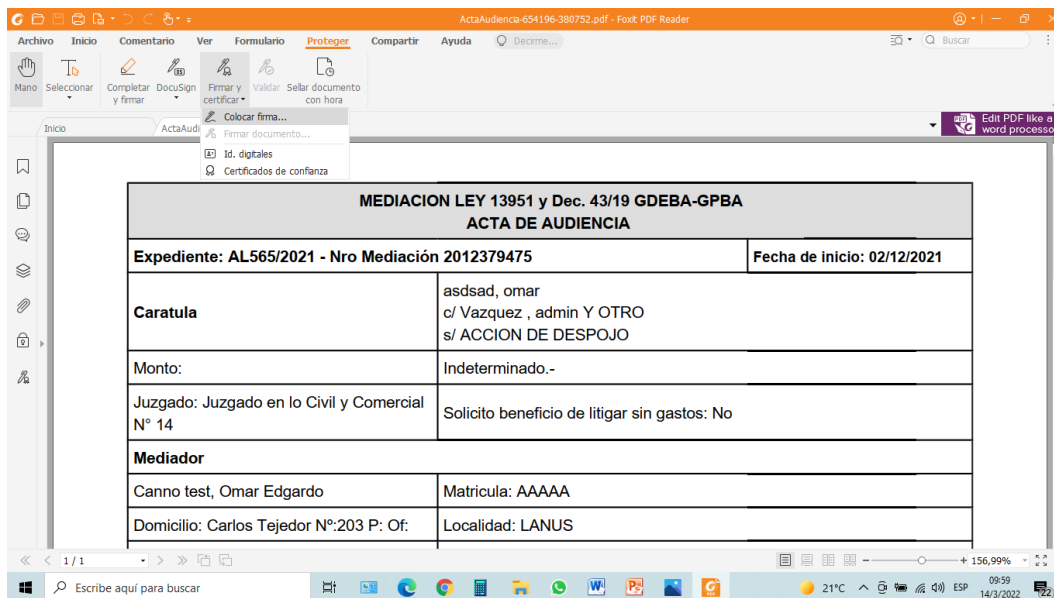 ActaAudiencia-654196-380752.pdf - Foxit PDF Reader
Archivo Inicio Comentario Ver Formulario Proteger Compartir Ayuda Decirme... Buscar
Mano Seleccionar Completar y firmar DocuSign Firmar y certificar Validar Sellar documento con hora
Colocar firma...
Firmar documento...
Id. digitales
Certificados de confianza
Inicio ActaAudi
Edit PDF like a
word processo
MEDIACION LEY 13951 y Dec. 43/19 GDEBA-GPBA
ACTA DE AUDIENCIA
Expediente: AL565/2021 - Nro Mediación 2012379475 Fecha de inicio: 02/12/2021
Caratula
asdsad, omar
c/ Vazquez , admin Y OTRO
s/ ACCION DE DESPOJO
Monto: Indeterminado.-
Juzgado: Juzgado en lo Civil y Comercial
N° 14
Solicito beneficio de litigar sin gastos: No
Mediador
Canno test, Omar Edgardo Matricula: AAAAA
Domicilio: Carlos Tejedor Nº:203 P: Of: Localidad: LANUS
1 / 1 156,99%
Escribe aquí para buscar 21°C ESP 09:59
14/3/2022 22